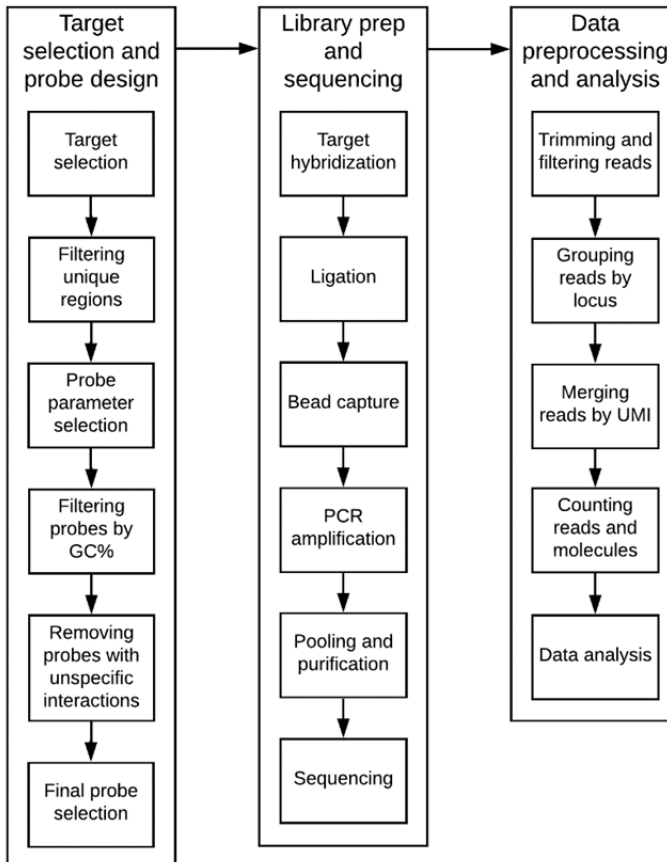 Target
selection and
probe design
Target
selection
Filtering
unique
regions
Probe
parameter
selection
Filtering
probes by
GC%
Removing
probes with
unspecific
interactions
Final probe
selection
Library prep
and
sequencing
Target
hybridization
Ligation
Bead capture
PCR
amplification
Pooling and
purification
Sequencing
Data
preprocessing
and analysis
Trimming and
filtering reads
Grouping
reads by
locus
Merging
reads by UMI
Counting
reads and
molecules
Data analysis